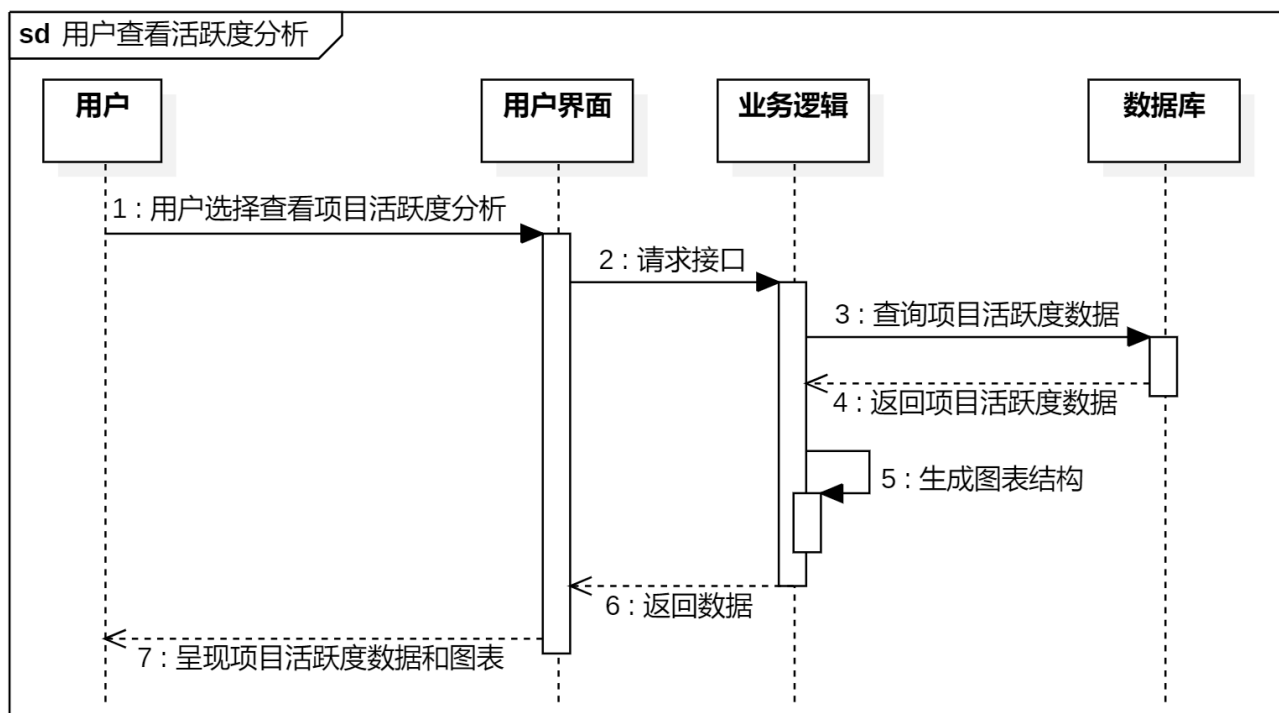 sd 用户查看活跃度分析
用户
用户界面
业务逻辑
数据库
1 : 用户选择查看项目活跃度分析
2 : 请求接口
3 : 查询项目活跃度数据
4 : 返回项目活跃度数据
5 : 生成图表结构
6 : 返回数据
7 : 呈现项目活跃度数据和图表